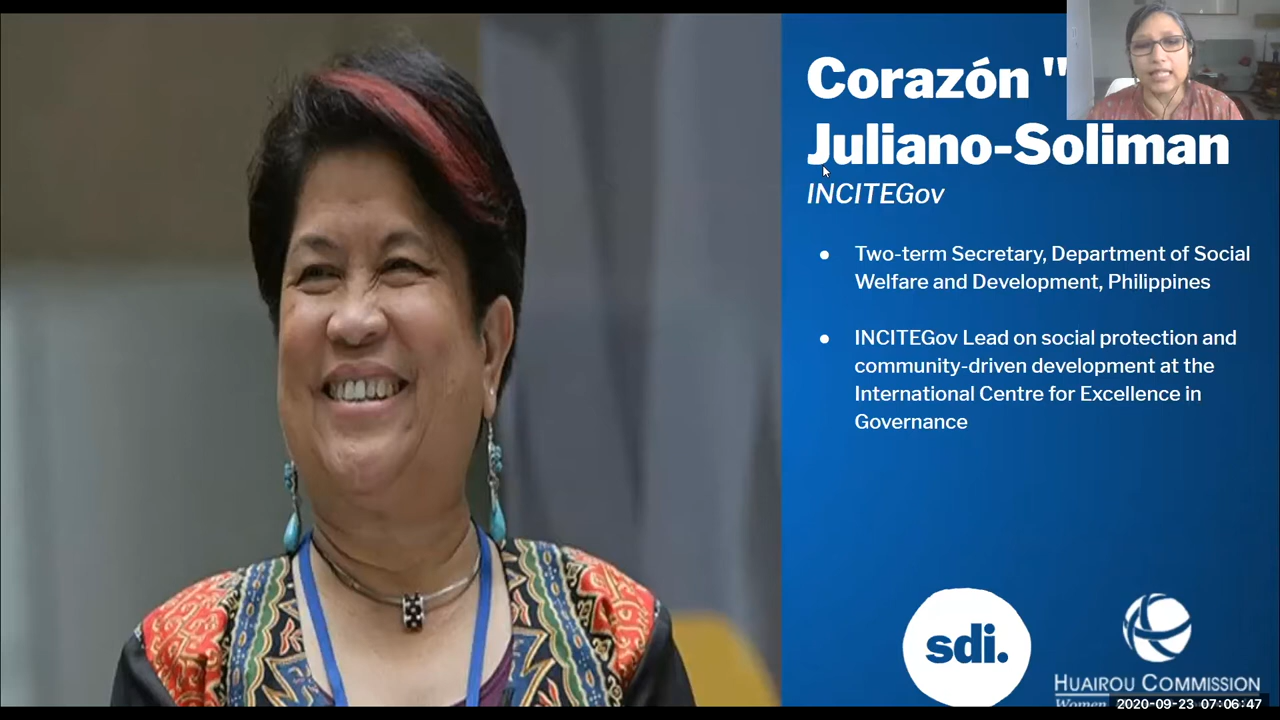 Corazón "
Juliano-Soliman
INCITEGov
● Two-term Secretary, Department of Social
Welfare and Development, Philippines
● INCITEGov Lead on social protection and
community-driven development at the
International Centre for Excellence in
Governance
sdi.
HUAIROU COMMISSION
Women
2020-09-23 07:06:47